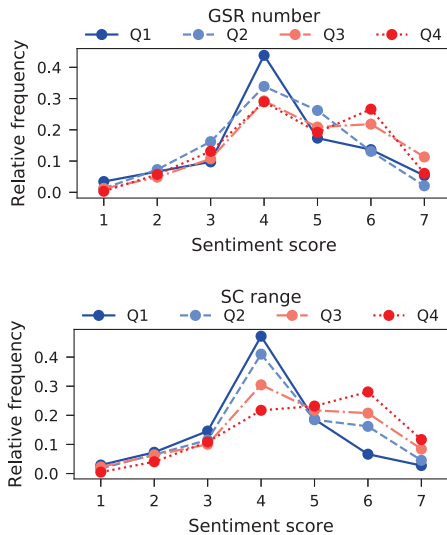 GSR number
Q1 Q2 Q3 Q4
Relative frequency
0.4
0.3
0.2
0.1
0.0
1 2 3 4 5 6 7
Sentiment score
SC range
Q1 Q2 Q3 Q4
Relative frequency
0.4
0.3
0.2
0.1
0.0
1 2 3 4 5 6 7
Sentiment score